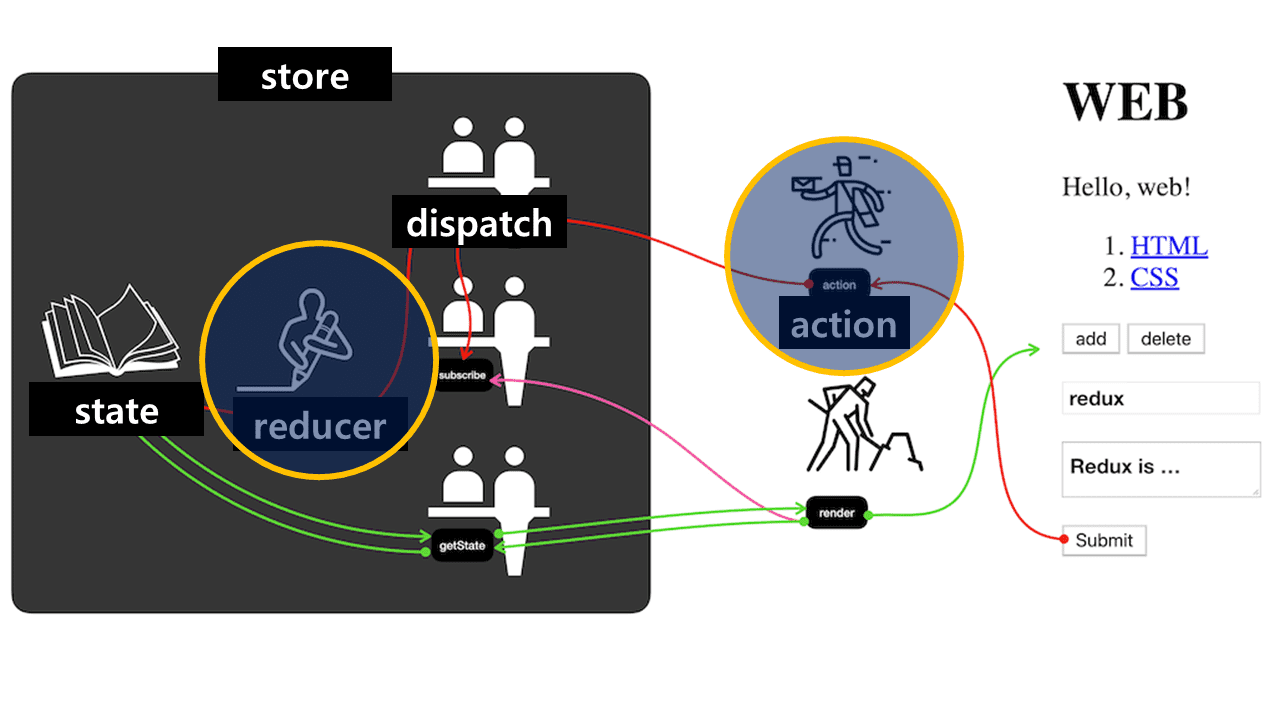 store
dispatch
state
reducer
subscribe
getState
action
action
render
WEB
Hello, web!
1. HTML
2. CSS
add delete
redux
Redux is ...
Submit